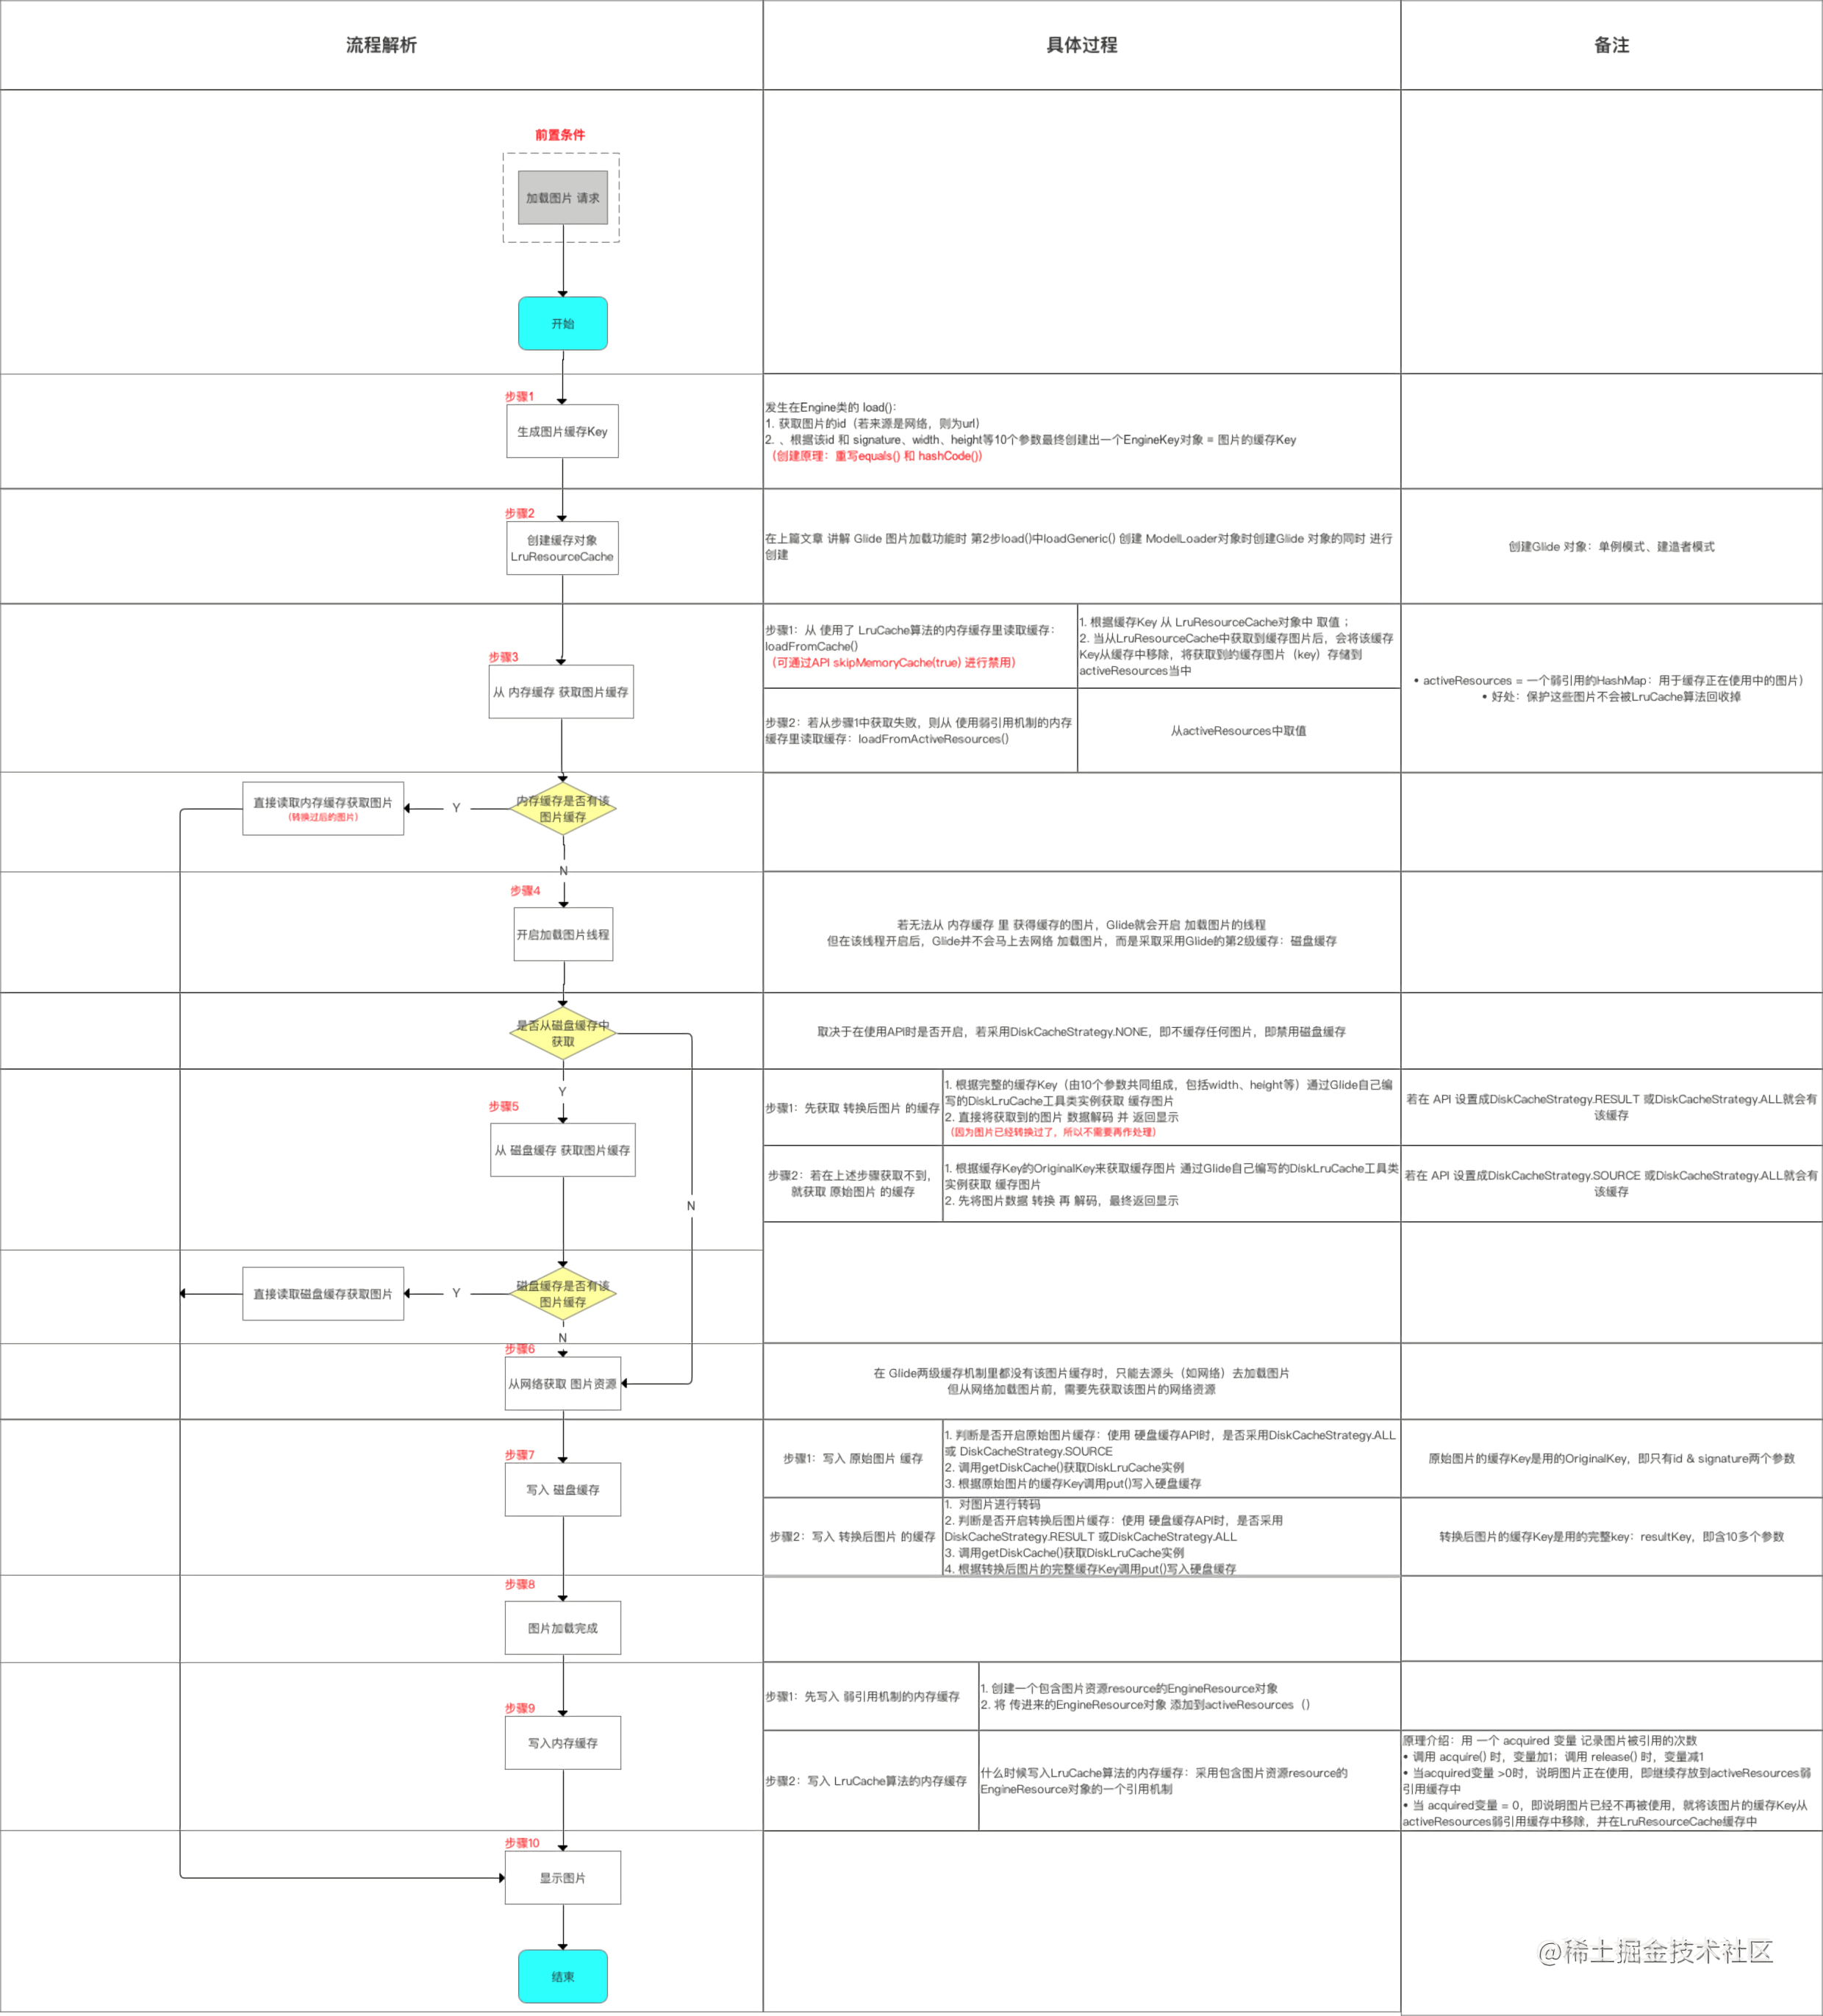 流程解析
具体过程
备注
前置条件
加载图片 请求
开始
步骤1
生成图片缓存Key
发生在Engine类的 load()：
1. 获取图片的id（若来源是网络，则为url）
2. 、根据该id 和 signature、width、height等10个参数最终创建出一个EngineKey对象 = 图片的缓存Key
（创建原理：重写equals() 和 hashCode()）
步骤2
创建缓存对象
LruResourceCache
在上篇文章 讲解 Glide 图片加载功能时 第2步load()中loadGeneric() 创建 ModelLoader对象时创建Glide 对象的同时 进行
创建
创建Glide 对象：单例模式、建造者模式
步骤3
从 内存缓存 获取图片缓存
步骤1：从 使用了 LruCache算法的内存缓存里读取缓存：
loadFromCache()
（可通过API skipMemoryCache(true) 进行禁用）
1. 根据缓存Key 从 LruResourceCache对象中 取值；
2. 当从LruResourceCache中获取到缓存图片后，会将该缓存
Key从缓存中移除，将获取到的缓存图片（key）存储到
activeResources当中
• activeResources = 一个弱引用的HashMap：用于缓存正在使用中的图片）
• 好处：保护这些图片不会被LruCache算法回收掉
步骤2：若从步骤1中获取失败，则从 使用弱引用机制的内存
缓存里读取缓存：loadFromActiveResources()
从activeResources中取值
直接读取内存缓存获取图片
（转换过后的图片）
Y
内存缓存是否有该
图片缓存
N
步骤4
开启加载图片线程
若无法从 内存缓存 里 获得缓存的图片，Glide就会开启 加载图片的线程
但在该线程开启后，Glide并不会马上去网络 加载图片，而是采取采用Glide的第2级缓存：磁盘缓存
是否从磁盘缓存中
获取
取决于在使用API时是否开启，若采用DiskCacheStrategy.NONE，即不缓存任何图片，即禁用磁盘缓存
Y
步骤5
从 磁盘缓存 获取图片缓存
N
步骤1：先获取 转换后图片 的缓存
1. 根据完整的缓存Key（由10个参数共同组成，包括width、height等）通过Glide自己编
写的DiskLruCache工具类实例获取 缓存图片
2. 直接将获取到的图片 数据解码 并 返回显示
（因为图片已经转换过了，所以不需要再作处理）
若在 API 设置成DiskCacheStrategy.RESULT 或DiskCacheStrategy.ALL就会有
该缓存
步骤2：若在上述步骤获取不到，
就获取 原始图片 的缓存
1. 根据缓存Key的OriginalKey来获取缓存图片 通过Glide自己编写的DiskLruCache工具类
实例获取 缓存图片
2. 先将图片数据 转换 再 解码，最终返回显示
若在 API 设置成DiskCacheStrategy.SOURCE 或DiskCacheStrategy.ALL就会有
该缓存
直接读取磁盘缓存获取图片
Y
磁盘缓存是否有该
图片缓存
N
步骤6
从网络获取 图片资源
在 Glide两级缓存机制里都没有该图片缓存时，只能去源头（如网络）去加载图片
但从网络加载图片前，需要先获取该图片的网络资源
步骤7
写入 磁盘缓存
步骤1：写入 原始图片 缓存
1. 判断是否开启原始图片缓存：使用 硬盘缓存API时，是否采用DiskCacheStrategy.ALL
或 DiskCacheStrategy.SOURCE
2. 调用getDiskCache()获取DiskLruCache实例
3. 根据原始图片的缓存Key调用put()写入硬盘缓存
原始图片的缓存Key是用的OriginalKey，即只有id & signature两个参数
步骤2：写入 转换后图片 的缓存
1. 对图片进行转码
2. 判断是否开启转换后图片缓存：使用 硬盘缓存API时，是否采用
DiskCacheStrategy.RESULT 或DiskCacheStrategy.ALL
3. 调用getDiskCache()获取DiskLruCache实例
4. 根据转换后图片的完整缓存Key调用put()写入硬盘缓存
转换后图片的缓存Key是用的完整key：resultKey，即含10多个参数
步骤8
图片加载完成
步骤9
写入内存缓存
步骤1：先写入 弱引用机制的内存缓存
1. 创建一个包含图片资源resource的EngineResource对象
2. 将 传进来的EngineResource对象 添加到activeResources（）
步骤2：写入 LruCache算法的内存缓存
什么时候写入LruCache算法的内存缓存：采用包含图片资源resource的
EngineResource对象的一个引用机制
原理介绍：用 一个 acquired 变量 记录图片被引用的次数
• 调用 acquire() 时，变量加1；调用 release() 时，变量减1
• 当acquired变量 >0时，说明图片正在使用，即继续存放到activeResources弱
引用缓存中
• 当 acquired变量 = 0，即说明图片已经不再被使用，就将该图片的缓存Key从
activeResources弱引用缓存中移除，并在LruResourceCache缓存中
步骤10
显示图片
结束
@稀土掘金技术社区